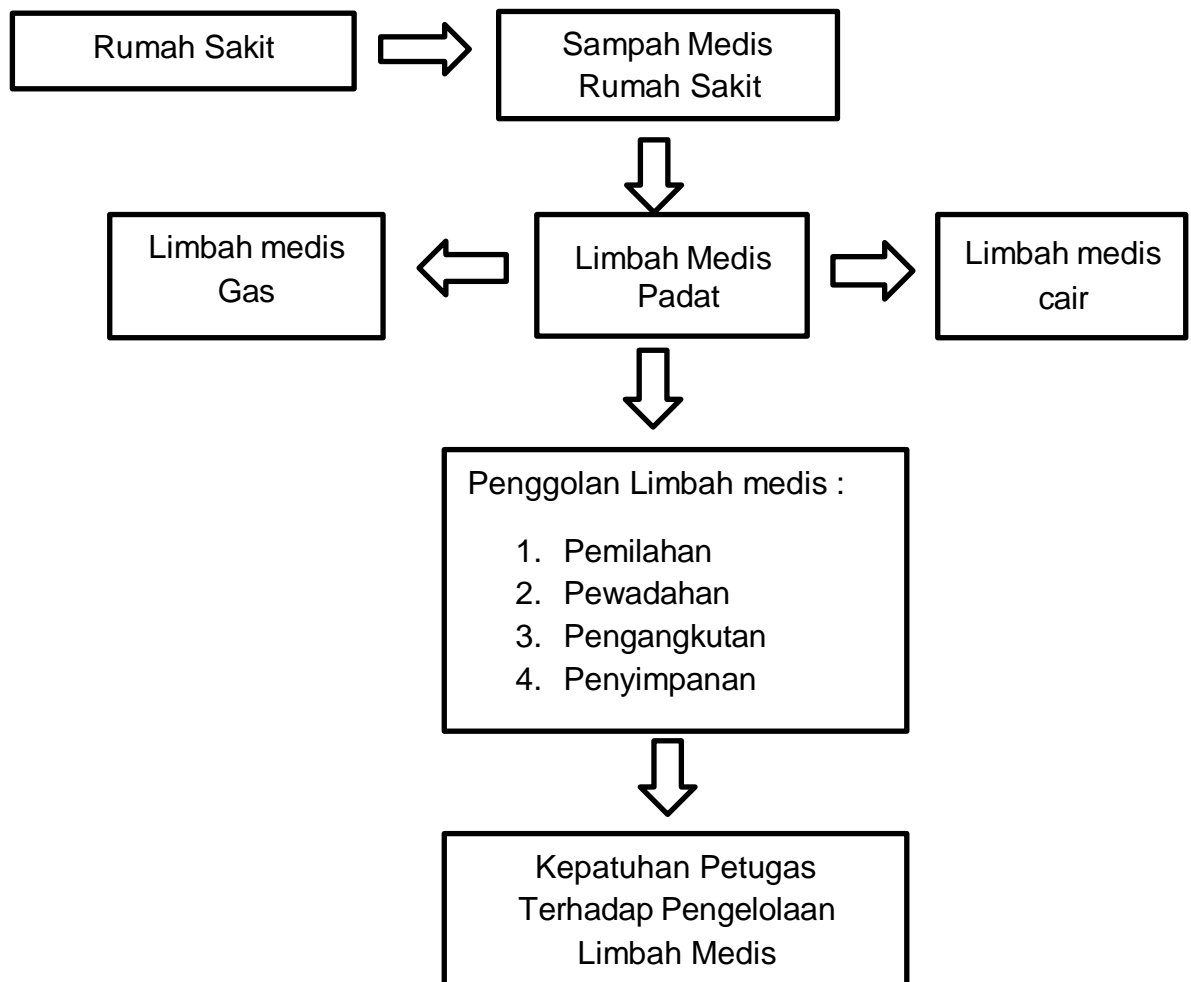 Rumah Sakit
Sampah Medis
Rumah Sakit
Limbah medis
Gas
Limbah Medis
Padat
Limbah medis
cair
Penggolan Limbah medis :
1. Pemilahan
2. Pewadahan
3. Pengangkutan
4. Penyimpanan
Kepatuhan Petugas
Terhadap Pengelolaan
Limbah Medis